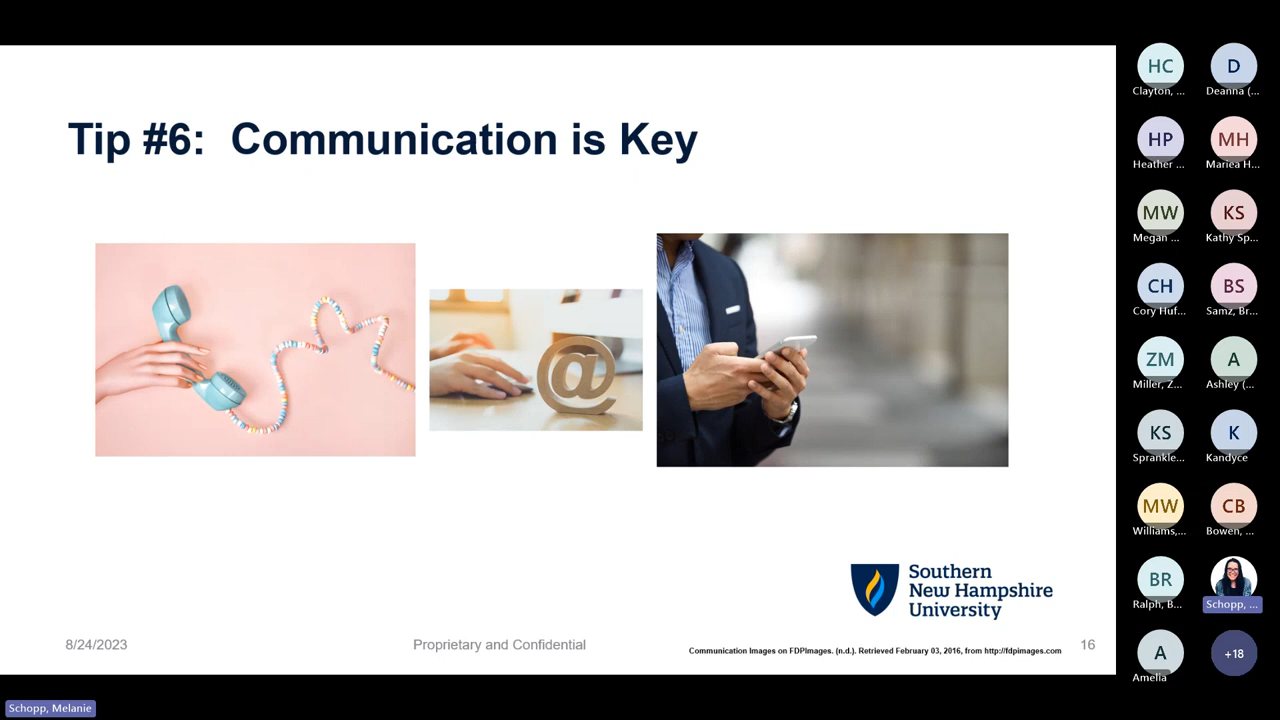 Tip #6:  Communication is Key
@
Southern
New Hampshire
University
8/24/2023
Proprietary and Confidential
Communication Images on FDPImages. (n.d.). Retrieved February 03, 2016, from http://fdpimages.com
16
HC
Clayton, ...
D
Deanna (...
HP
Heather ...
MH
Mariea H...
MW
Megan ...
KS
Kathy Sp...
CH
Cory Huf...
BS
Samz, Br...
ZM
Miller, Z...
A
Ashley (...
KS
Sprankle...
K
Kandyce
MW
Williams,...
CB
Bowen, ...
BR
Ralph, B...
Schopp, ...
A
Amelia
+18
Schopp, Melanie